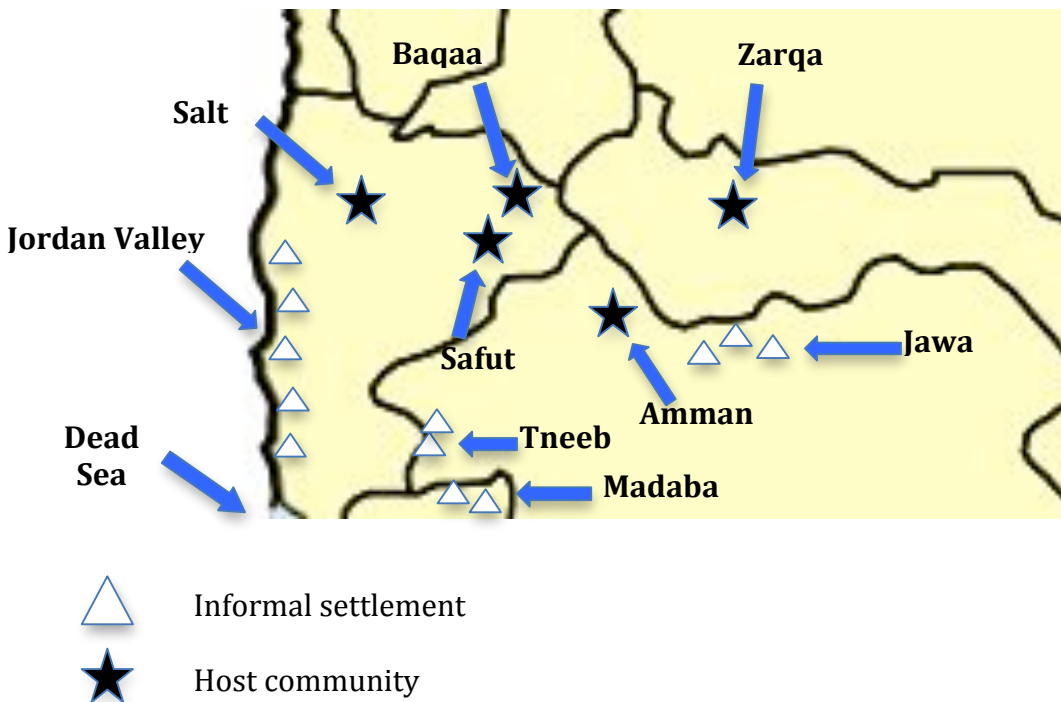 Baqaa
Zarqa
Salt
Jordan Valley
Safut
Jawa
Amman
Dead
Sea
Tneeb
Madaba
Informal settlement
Host community